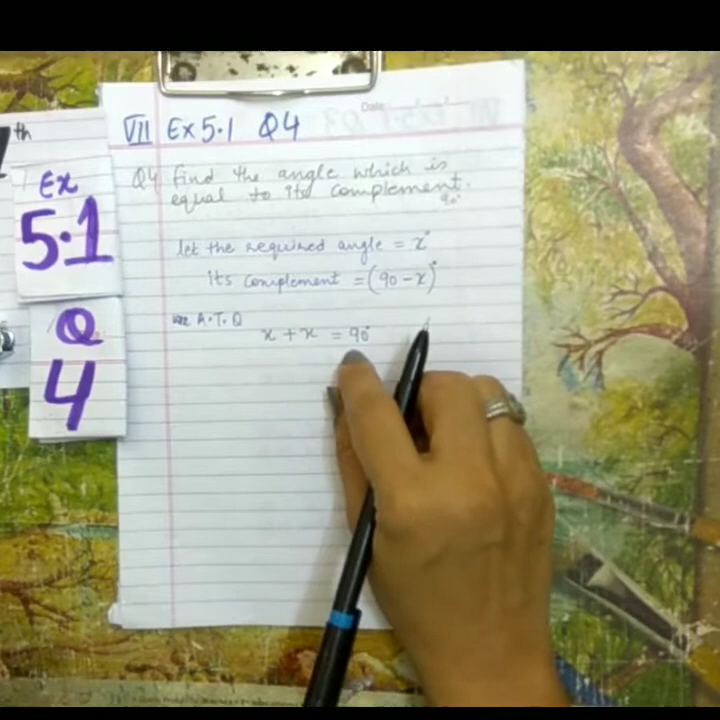 th
Ex
5.1
Q
4
Date
VII Ex 5.1 Q4
Q4 find the angle which is
equal to its complement.
90°
let the required angle = x°
its complement = (90 - x)°
A.T.Q
x + x = 90°